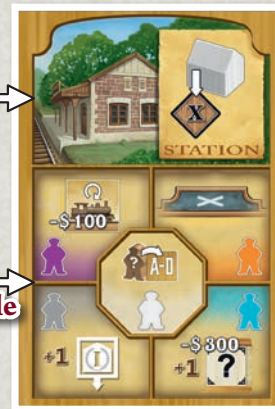 X
STATION
-$100
? A-D
le
+1 I
-$300
+1 ?